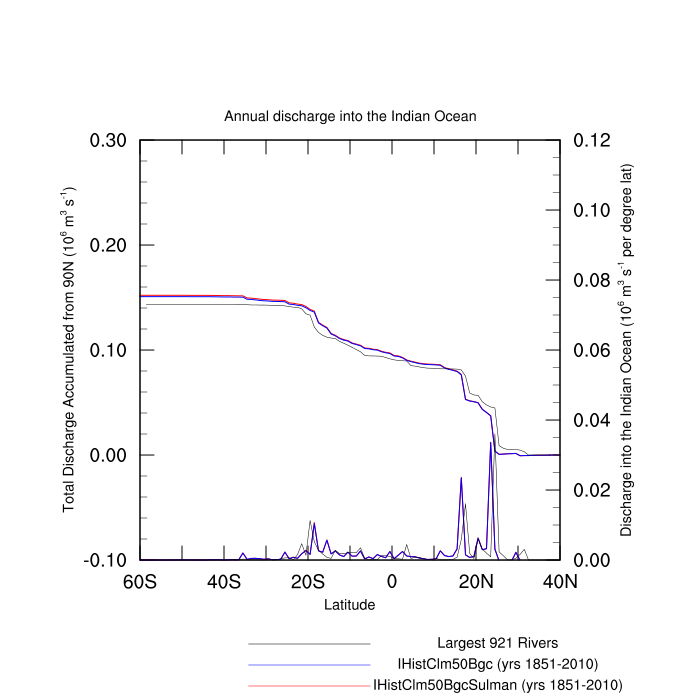 Annual discharge into the Indian Ocean
0.30
0.20
0.10
0.00
-0.10
Total Discharge Accumulated from 90N (10⁶ m³ s⁻¹)
0.12
0.10
0.08
0.06
0.04
0.02
0.00
Discharge into the Indian Ocean (10⁶ m³ s⁻¹ per degree lat)
60S 40S 20S 0 20N 40N
Latitude
Largest 921 Rivers
IHistClm50Bgc (yrs 1851-2010)
IHistClm50BgcSulman (yrs 1851-2010)